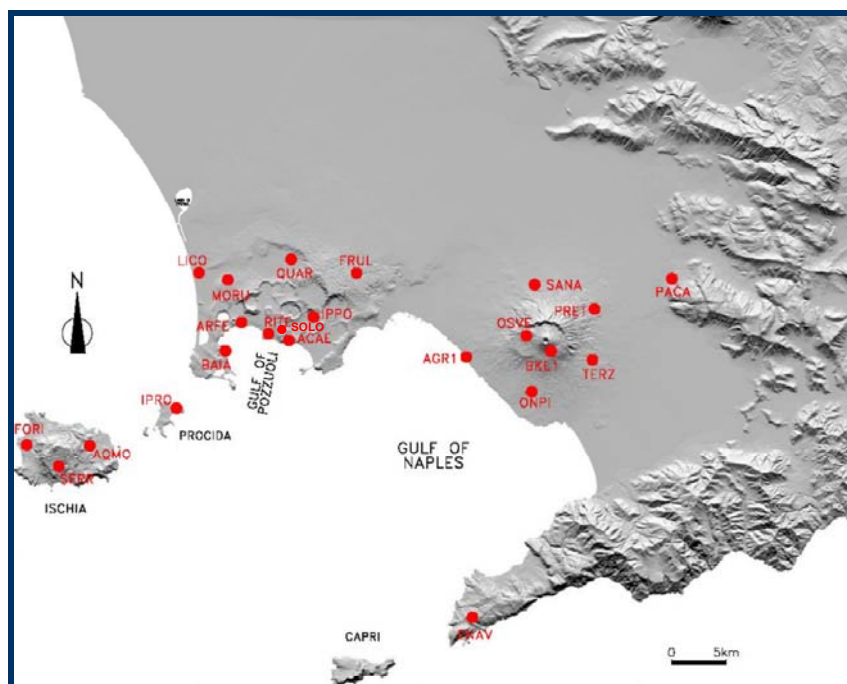 N
LICO
QUAR
FRUL
MORU
SANA
PACA
PRET
IPPO
ARFE
RITE
SOLO
ACAE
OSVE
BAIA
GULF OF
POZZUOLI
AGR1
BKE1
TERZ
ONPI
IPRO
PROCIDA
FORI
AQMO
SERR
ISCHIA
GULF OF
NAPLES
CAPRI
0 5km